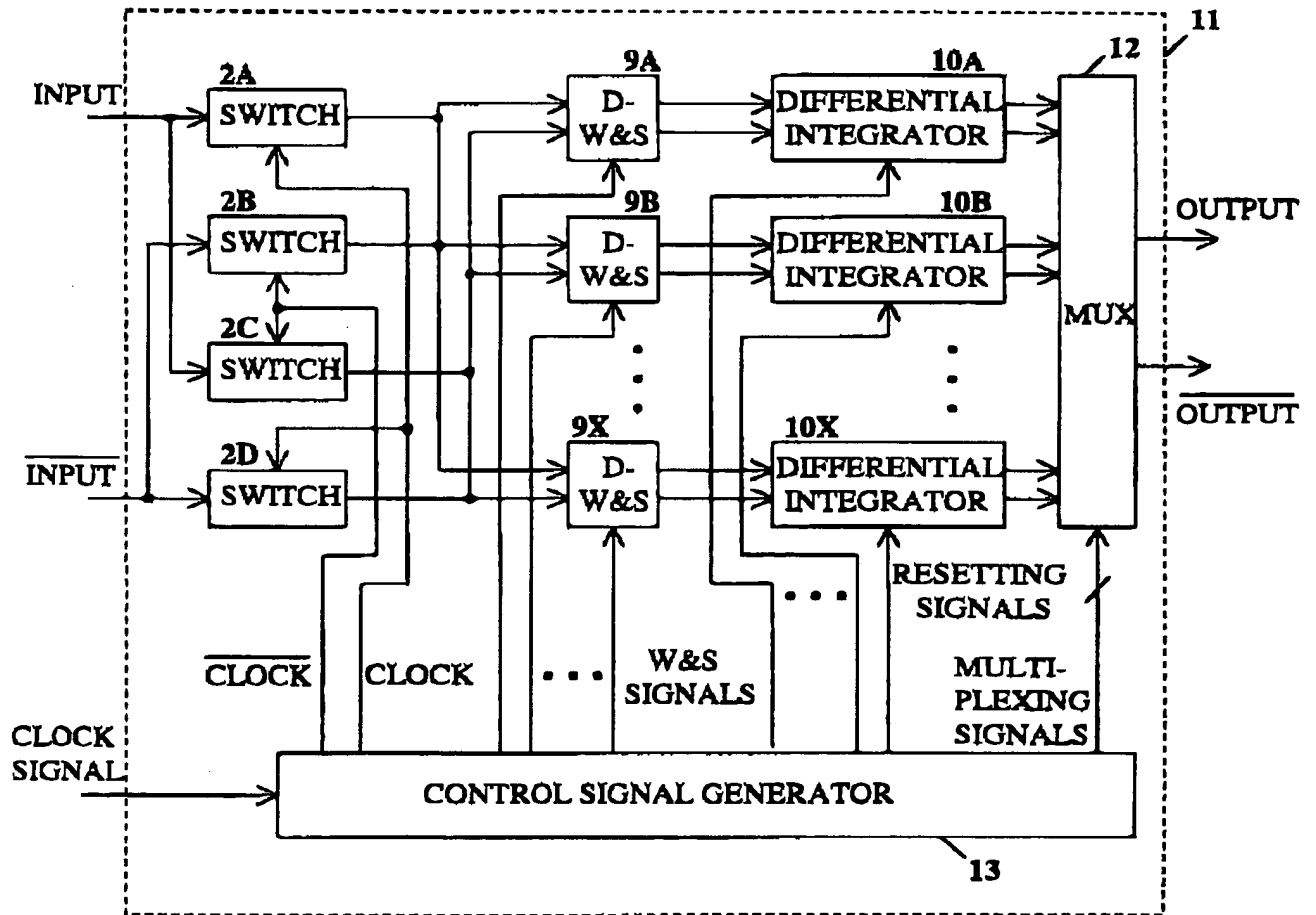 11
12
2A
9A
10A
INPUT
SWITCH
D-
W&S
DIFFERENTIAL
INTEGRATOR
2B
9B
10B
SWITCH
D-
W&S
DIFFERENTIAL
INTEGRATOR
OUTPUT
MUX
2C
SWITCH
OUTPUT
2D
9X
10X
INPUT
SWITCH
D-
W&S
DIFFERENTIAL
INTEGRATOR
RESETTING
SIGNALS
CLOCK
CLOCK
W&S
SIGNALS
MULTI-
PLEXING
SIGNALS
CLOCK
SIGNAL
CONTROL SIGNAL GENERATOR
13